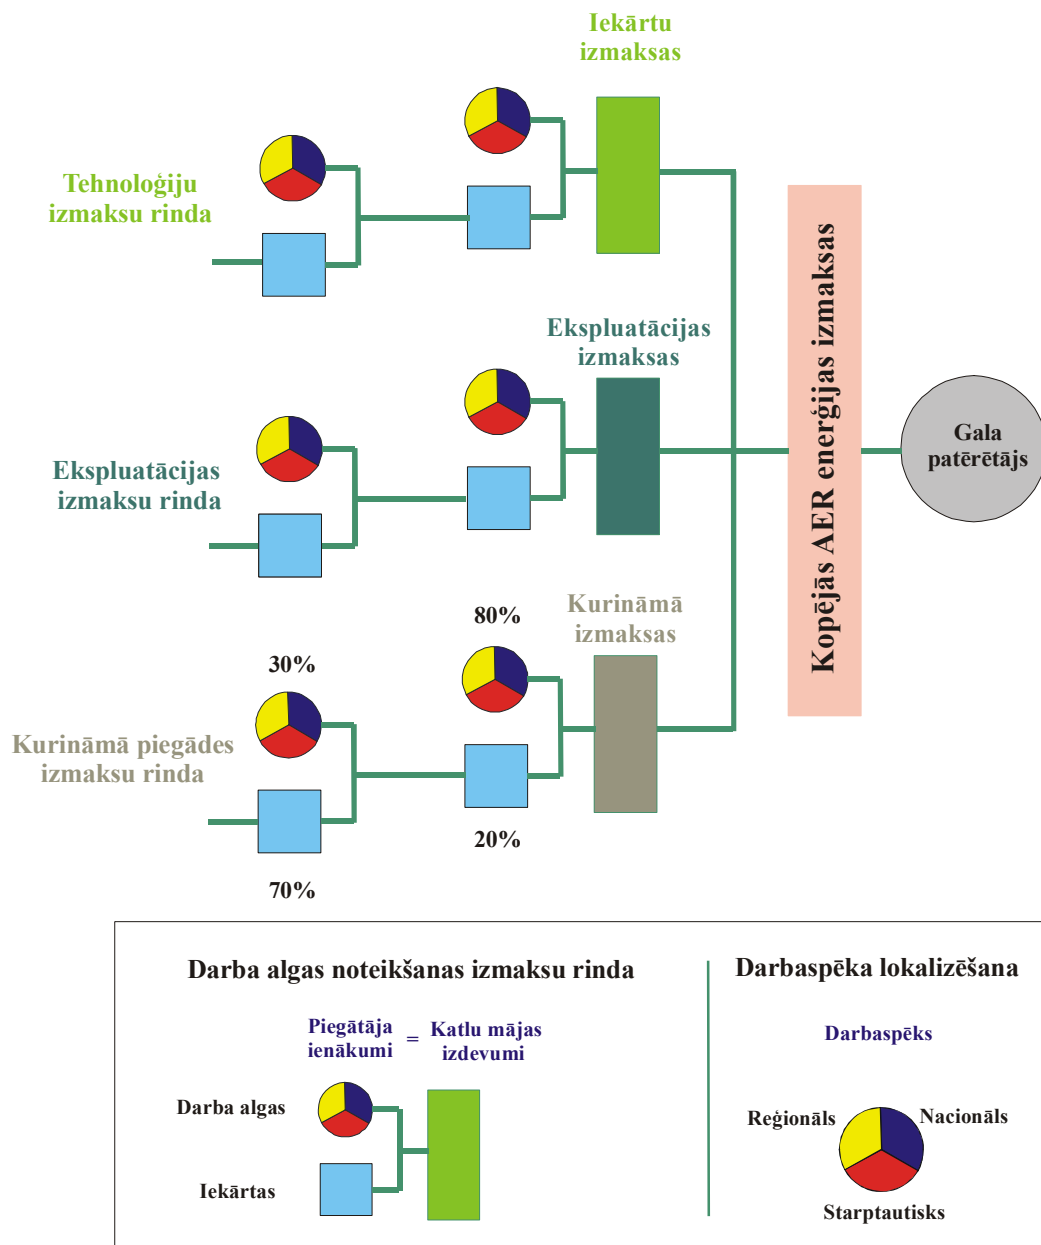 Iekārtu
izmaksas
Tehnoloģiju
izmaksu rinda
Ekspluatācijas
izmaksas
Ekspluatācijas
izmaksu rinda
Kopējās AER enerģijas izmaksas
Gala
patērētājs
80%
Kurināmā
izmaksas
30%
Kurināmā piegādes
izmaksu rinda
20%
70%
Darba algas noteikšanas izmaksu rinda
Piegātāja
ienākumi
=
Katlu mājas
izdevumi
Darba algas
Iekārtas
Darbaspēka lokalizēšana
Darbaspēks
Reģionāls
Nacionāls
Starptautisks